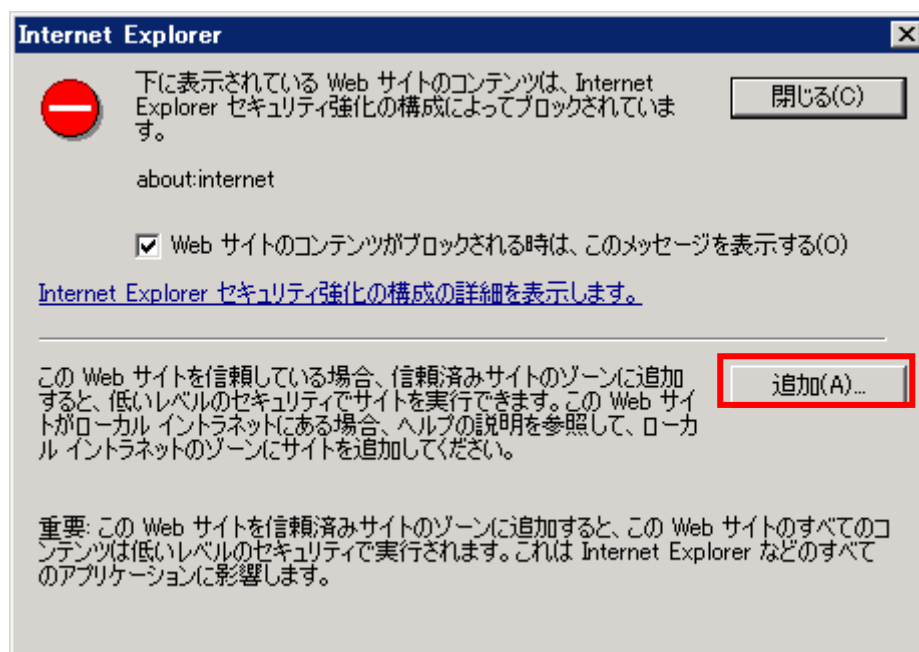 Internet Explorer
下に表示されている Web サイトのコンテンツは、Internet
Explorer セキュリティ強化の構成によってブロックされていま
す。
閉じる(C)
about:internet
Web サイトのコンテンツがブロックされる時は、このメッセージを表示する(O)
Internet Explorer セキュリティ強化の構成の詳細を表示します。
この Web サイトを信頼している場合、信頼済みサイトのゾーンに追加
すると、低いレベルのセキュリティでサイトを実行できます。この Web サイ
トがローカル イントラネットにある場合、ヘルプの説明を参照して、ローカ
ル イントラネットのゾーンにサイトを追加してください。
追加(A)...
重要: この Web サイトを信頼済みサイトのゾーンに追加すると、この Web サイトのすべてのコ
ンテンツは低いレベルのセキュリティで実行されます。これは Internet Explorer などのすべて
のアプリケーションに影響します。